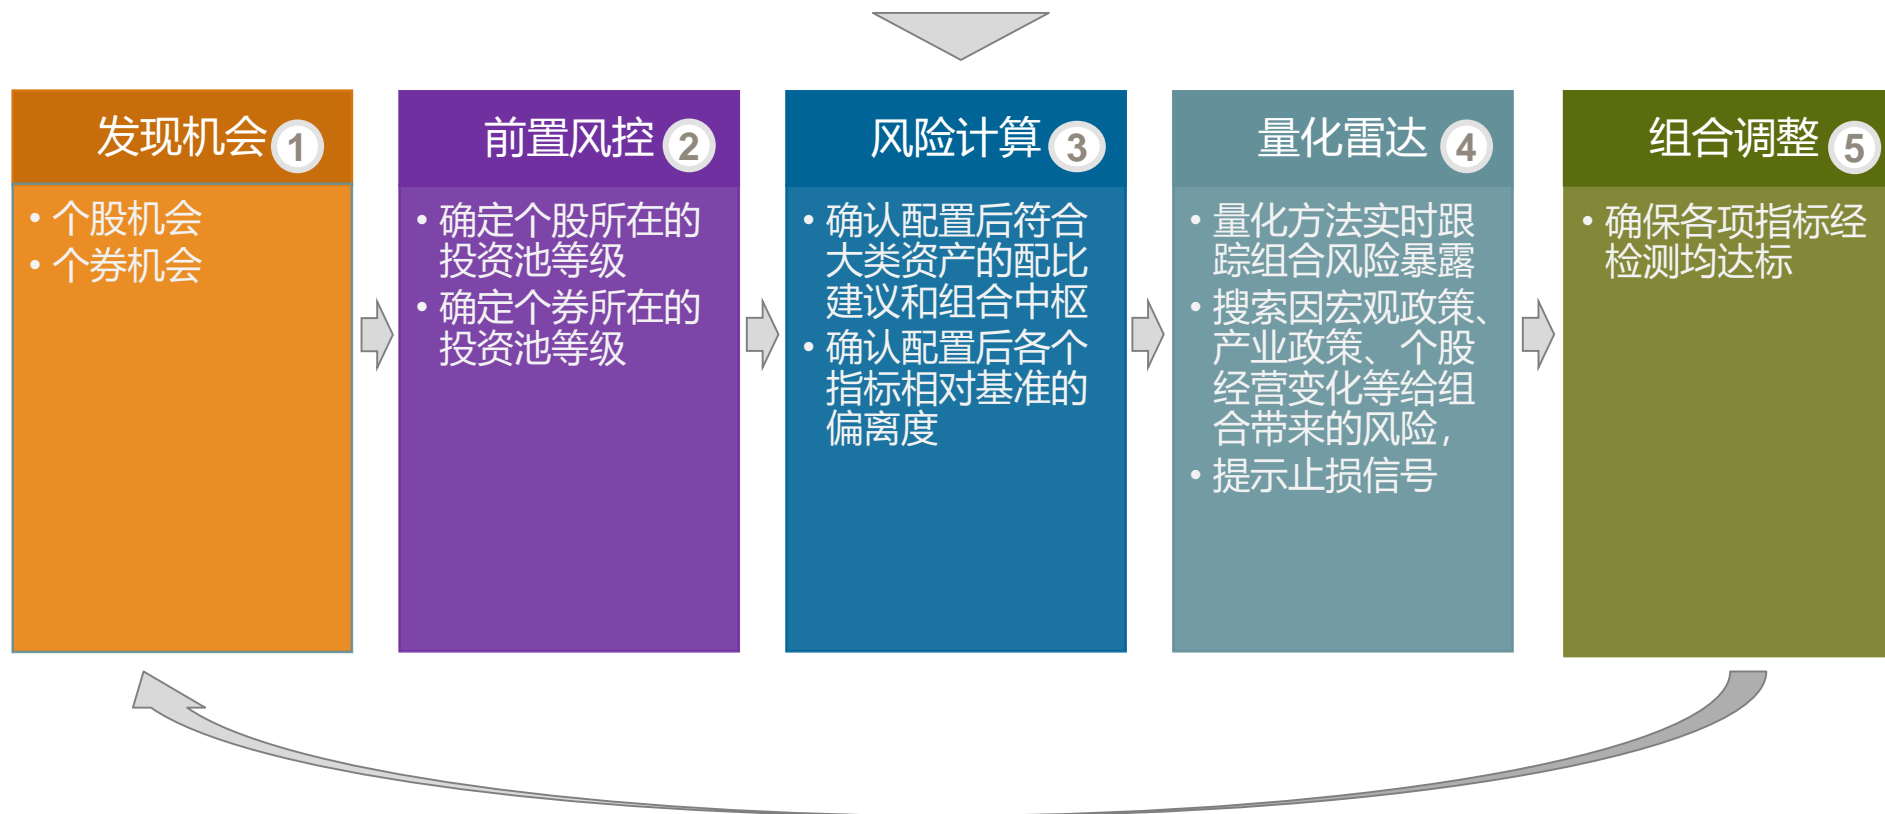 发现机会 1
• 个股机会
• 个券机会
前置风控 2
• 确定个股所在的
投资池等级
• 确定个券所在的
投资池等级
风险计算 3
• 确认配置后符合
大类资产的配比
建议和组合中枢
• 确认配置后各个
指标相对基准的
偏离度
量化雷达 4
• 量化方法实时跟
踪组合风险暴露
• 搜索因宏观政策、
产业政策、个股
经营变化等给组
合带来的风险，
• 提示止损信号
组合调整 5
• 确保各项指标经
检测均达标